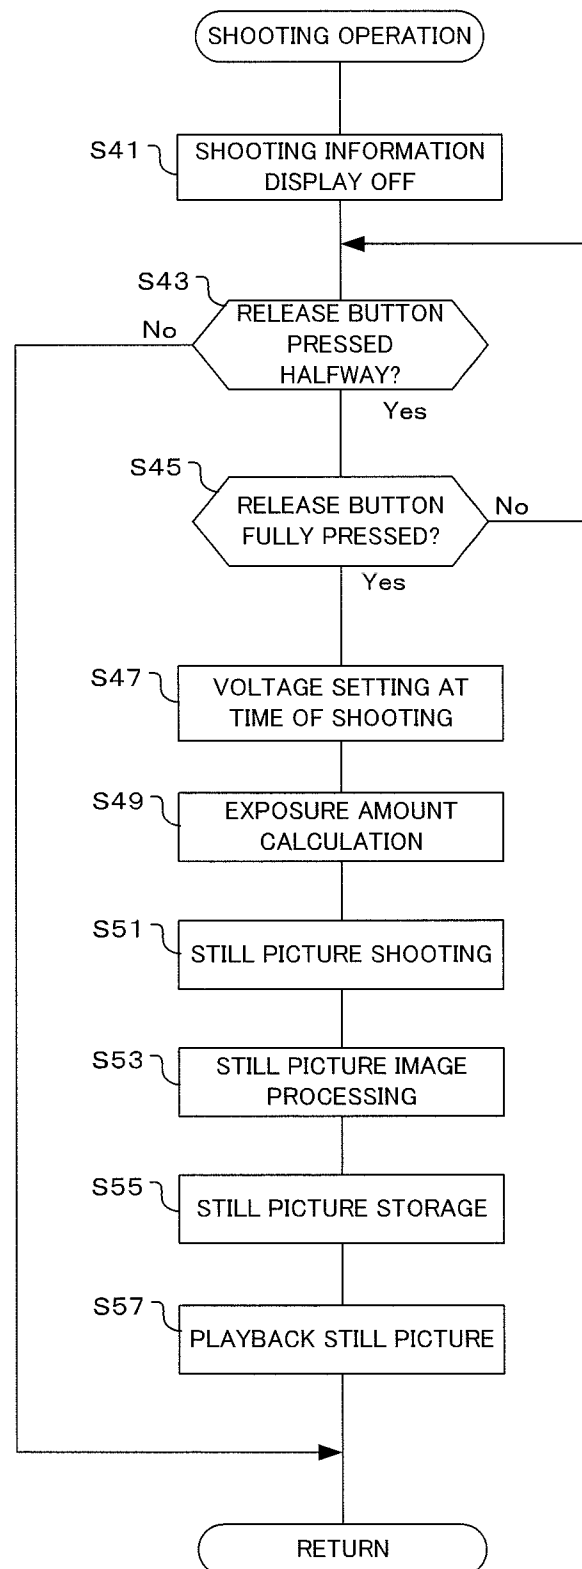 SHOOTING OPERATION
S41
SHOOTING INFORMATION
DISPLAY OFF
S43
No
RELEASE BUTTON
PRESSED
HALFWAY?
Yes
S45
RELEASE BUTTON
FULLY PRESSED?
No
Yes
S47
VOLTAGE SETTING AT
TIME OF SHOOTING
S49
EXPOSURE AMOUNT
CALCULATION
S51
STILL PICTURE SHOOTING
S53
STILL PICTURE IMAGE
PROCESSING
S55
STILL PICTURE STORAGE
S57
PLAYBACK STILL PICTURE
RETURN